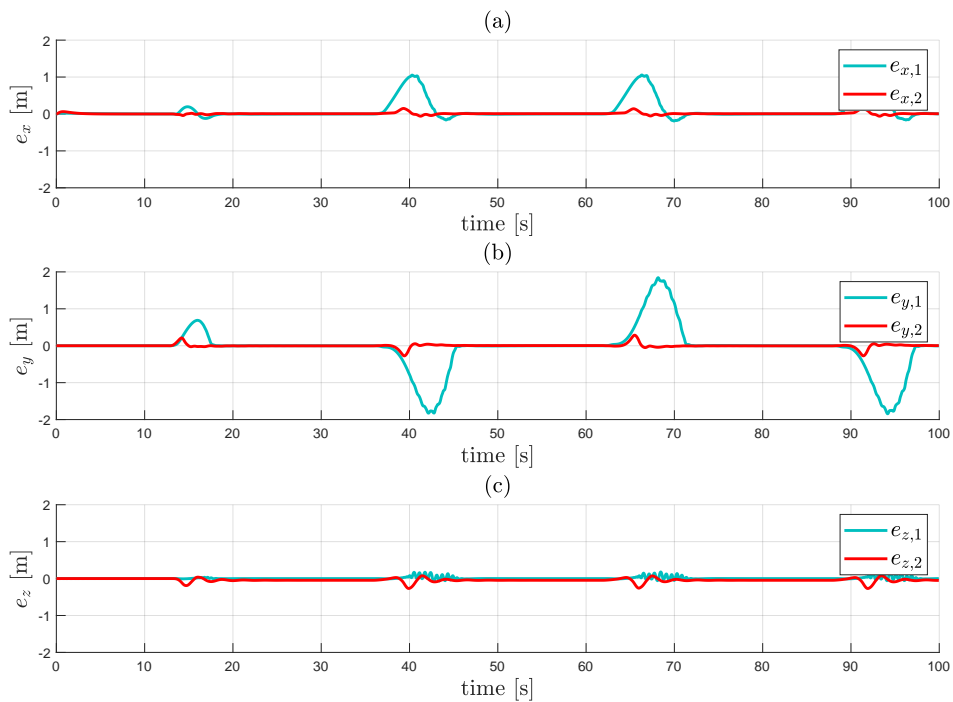 (a)
2
1
0
-1
-2
e_x [m]
e_{x,1}
e_{x,2}
0 10 20 30 40 50 60 70 80 90 100
time [s]
(b)
2
1
0
-1
-2
e_y [m]
e_{y,1}
e_{y,2}
0 10 20 30 40 50 60 70 80 90 100
time [s]
(c)
2
1
0
-1
-2
e_z [m]
e_{z,1}
e_{z,2}
0 10 20 30 40 50 60 70 80 90 100
time [s]